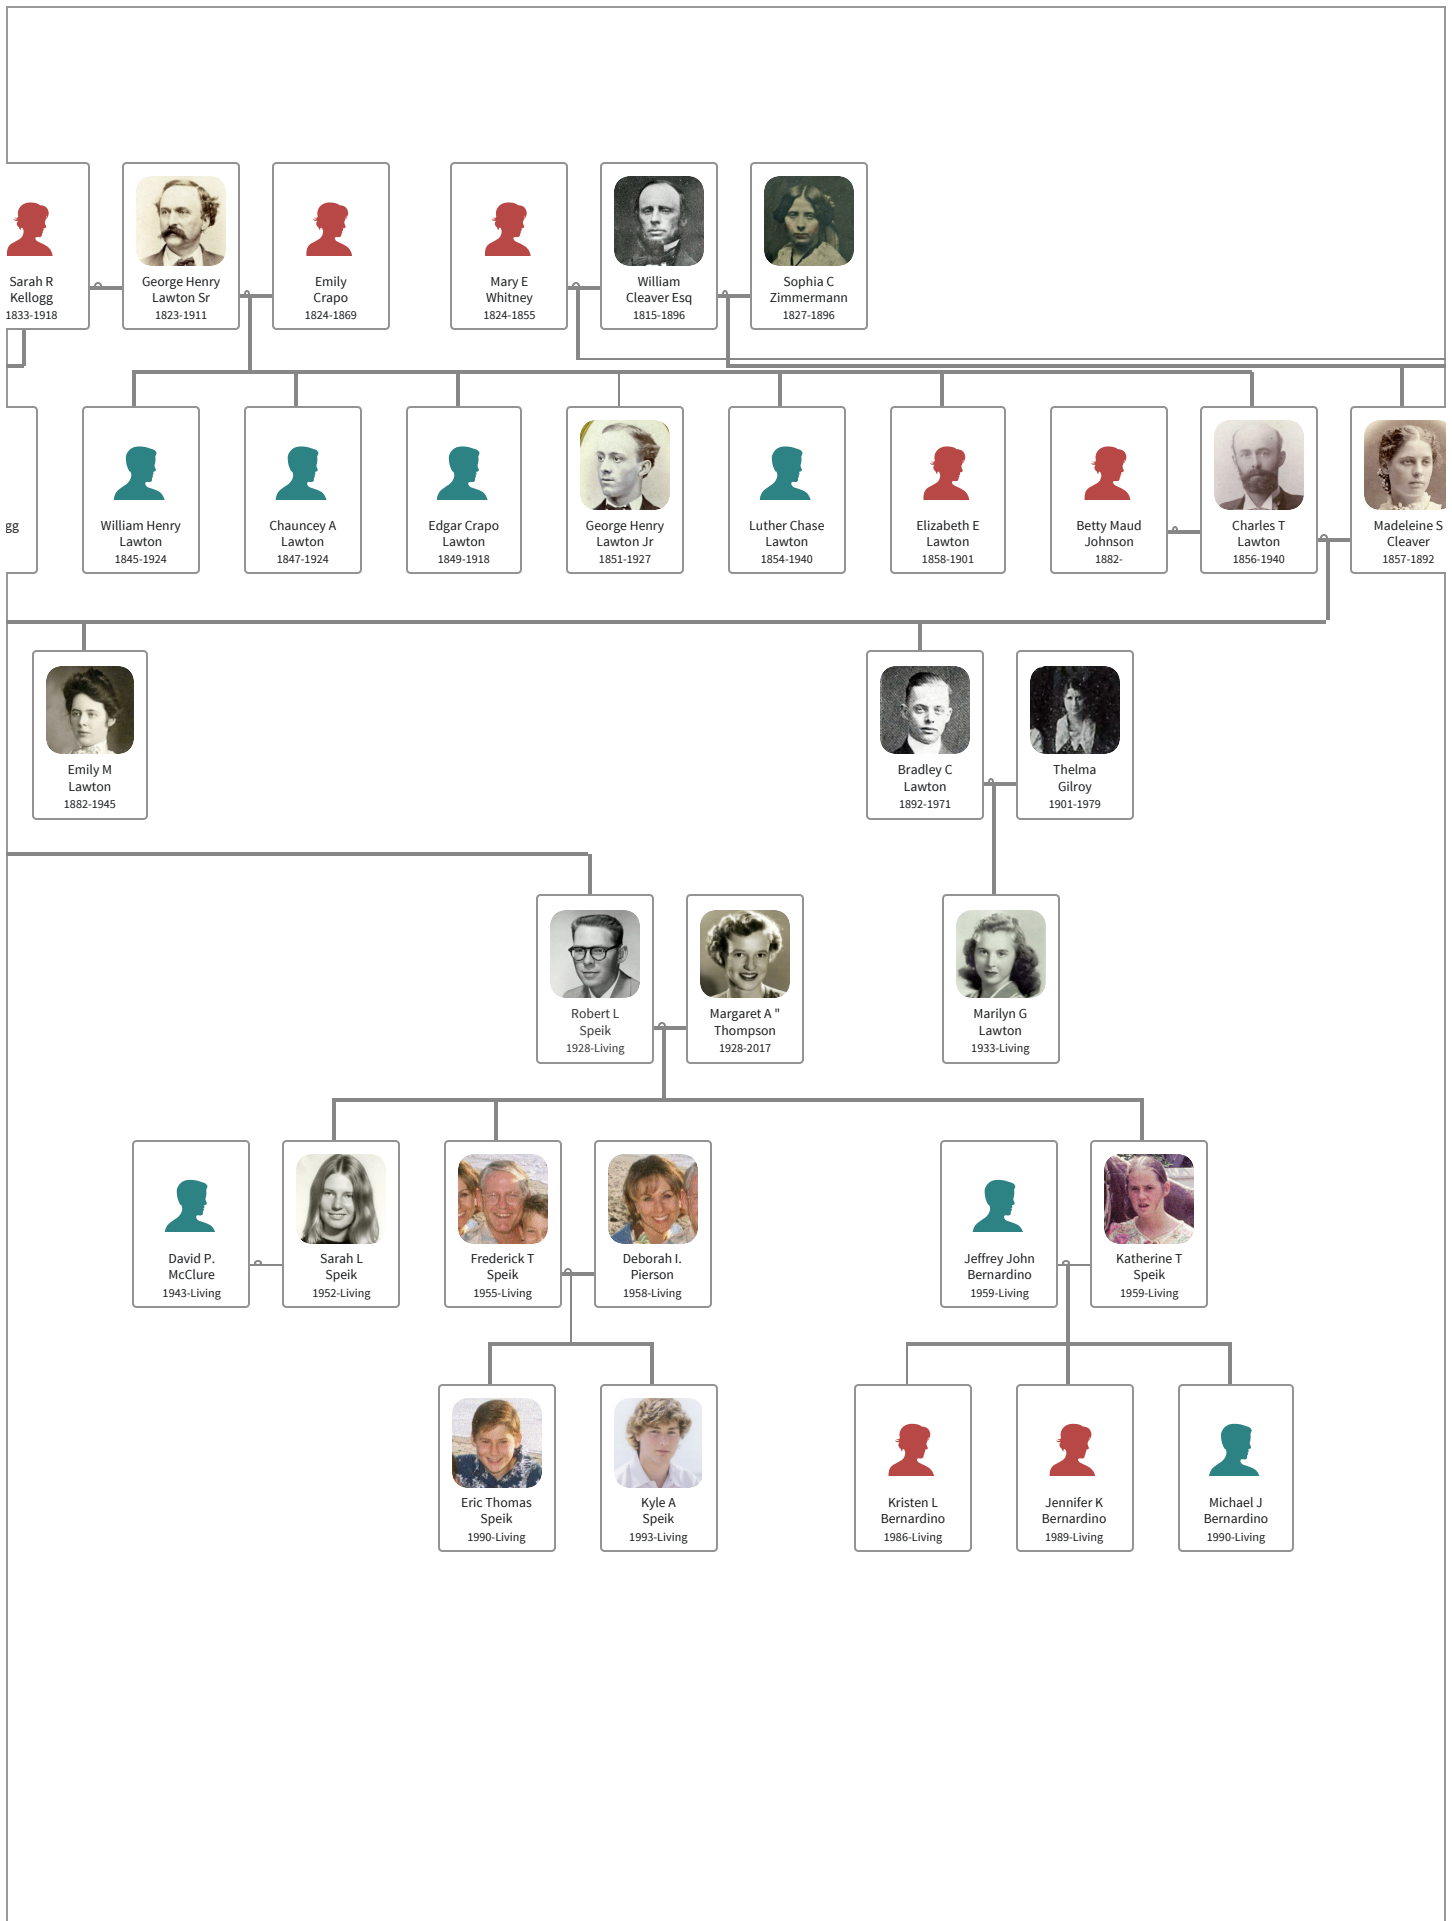 Sarah R
Kellogg
1833-1918
George Henry
Lawton Sr
1823-1911
Emily
Crapo
1824-1869
Mary E
Whitney
1824-1855
William
Cleaver Esq
1815-1896
Sophia C
Zimmermann
1827-1896
gg
William Henry
Lawton
1845-1924
Chauncey A
Lawton
1847-1924
Edgar Crapo
Lawton
1849-1918
George Henry
Lawton Jr
1851-1927
Luther Chase
Lawton
1854-1940
Elizabeth E
Lawton
1858-1901
Betty Maud
Johnson
1882-
Charles T
Lawton
1856-1940
Madeleine S
Cleaver
1857-1892
Emily M
Lawton
1882-1945
Bradley C
Lawton
1892-1971
Thelma
Gilroy
1901-1979
Robert L
Speik
1928-Living
Margaret A "
Thompson
1928-2017
Marilyn G
Lawton
1933-Living
David P.
McClure
1943-Living
Sarah L
Speik
1952-Living
Frederick T
Speik
1955-Living
Deborah I.
Pierson
1958-Living
Jeffrey John
Bernardino
1959-Living
Katherine T
Speik
1959-Living
Eric Thomas
Speik
1990-Living
Kyle A
Speik
1993-Living
Kristen L
Bernardino
1986-Living
Jennifer K
Bernardino
1989-Living
Michael J
Bernardino
1990-Living